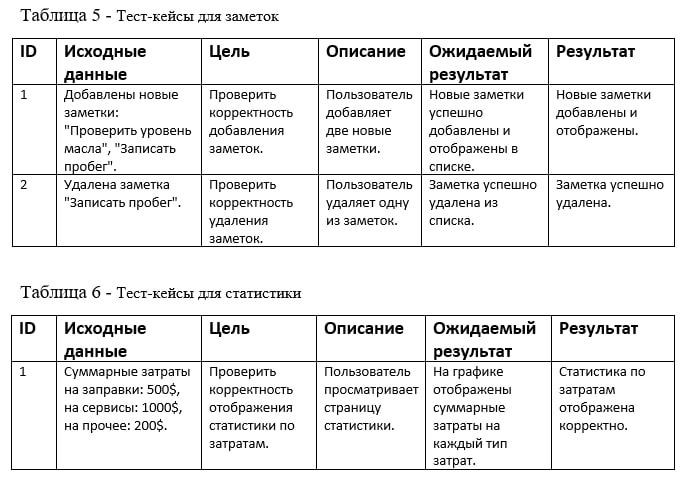 Таблица 5 - Тест-кейсы для заметок
ID
Исходные
данные
Цель
Описание
Ожидаемый
результат
Результат
1
Добавлены новые
заметки:
"Проверить уровень
масла", "Записать
пробег".
Проверить
корректность
добавления
заметок.
Пользователь
добавляет
две новые
заметки.
Новые заметки
успешно
добавлены и
отображены в
списке.
Новые заметки
добавлены и
отображены.
2
Удалена заметка
"Записать пробег".
Проверить
корректность
удаления
заметок.
Пользователь
удаляет одну
из заметок.
Заметка успешно
удалена из
списка.
Заметка успешно
удалена.
Таблица 6 - Тест-кейсы для статистики
ID
Исходные
данные
Цель
Описание
Ожидаемый
результат
Результат
1
Суммарные затраты
на заправки: 500$,
на сервисы: 1000$,
на прочее: 200$.
Проверить
корректность
отображения
статистики по
затратам.
Пользователь
просматривает
страницу
статистики.
На графике
отображены
суммарные
затраты на
каждый тип
затрат.
Статистика по
затратам
отображена
корректно.